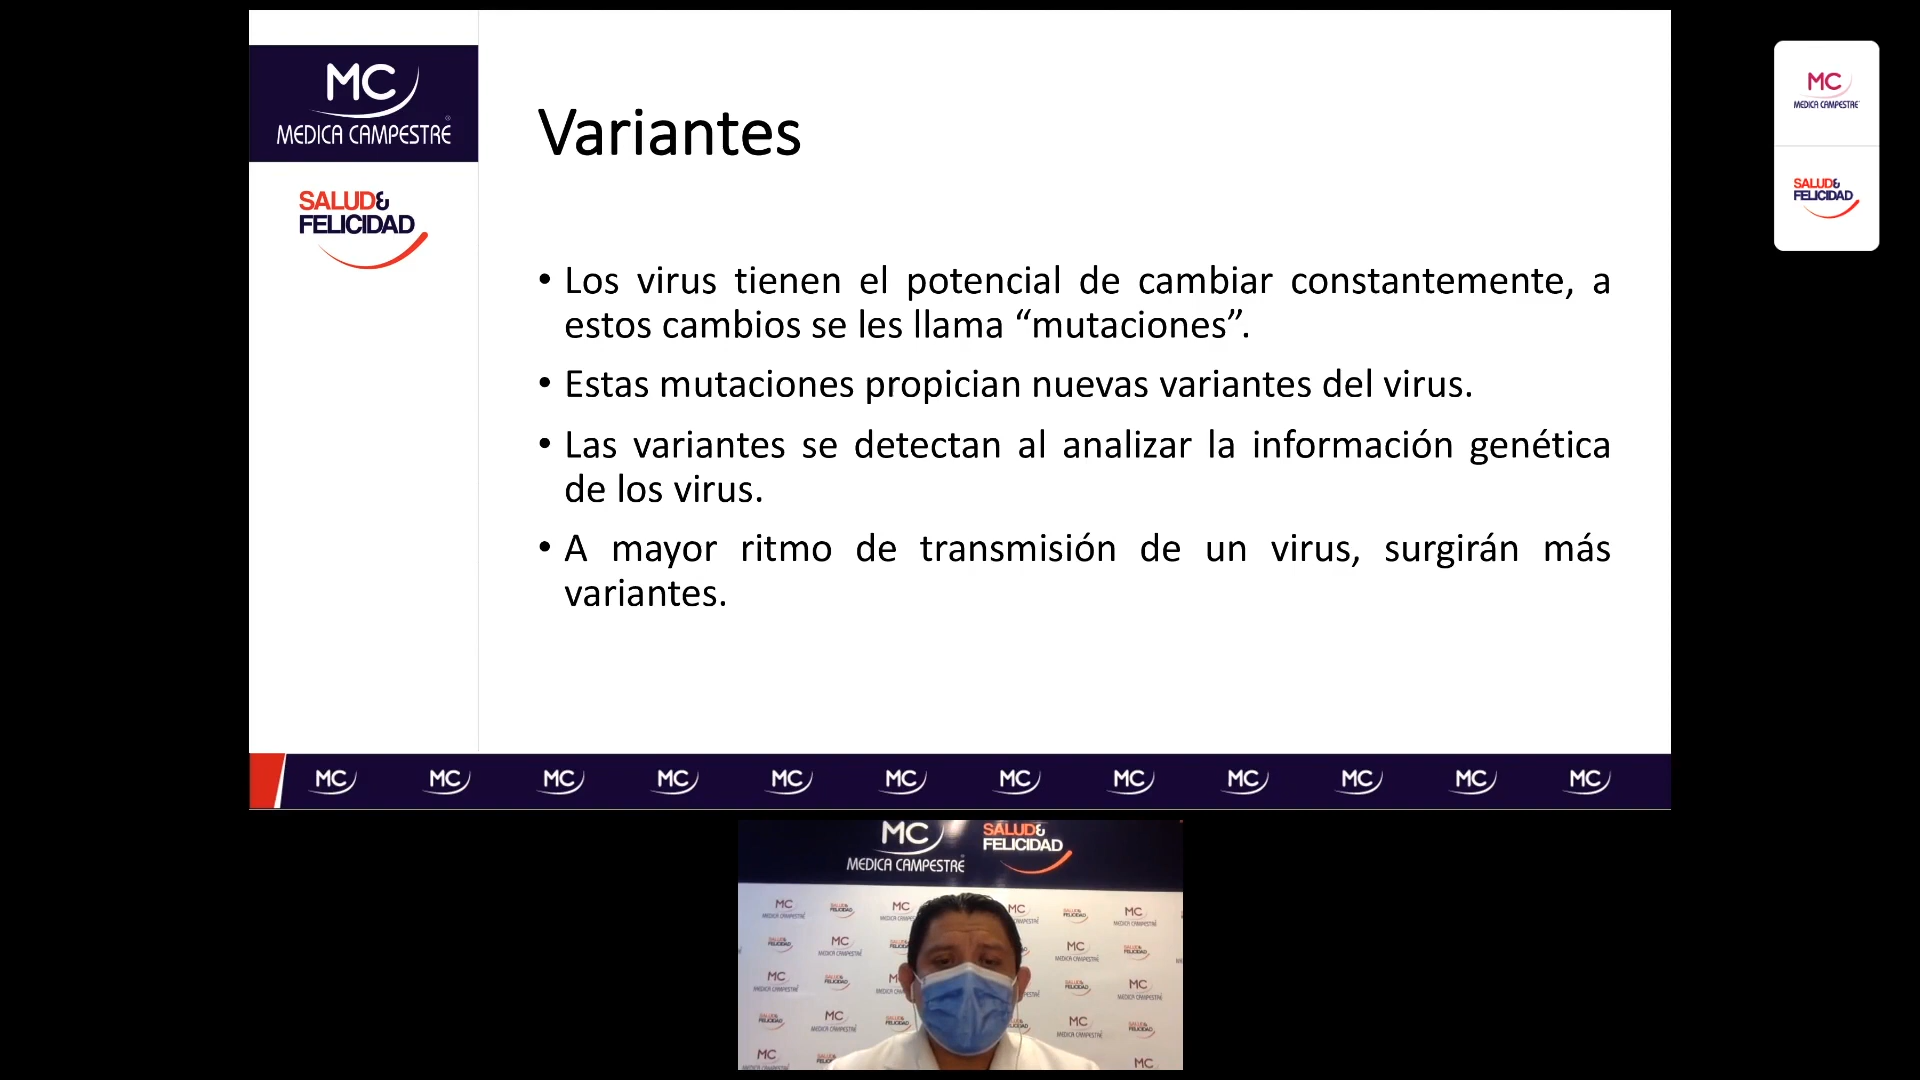 MC
MEDICA CAMPESTRE
SALUD&
FELICIDAD
Variantes
• Los virus tienen el potencial de cambiar constantemente, a
estos cambios se les llama “mutaciones”.
• Estas mutaciones propician nuevas variantes del virus.
• Las variantes se detectan al analizar la información genética
de los virus.
• A mayor ritmo de transmisión de un virus, surgirán más
variantes.
MC
MEDICA CAMPESTRE
SALUD&
FELICIDAD
MC MC MC MC MC MC MC MC MC MC MC MC
MC
MEDICA CAMPESTRE
SALUD&
FELICIDAD